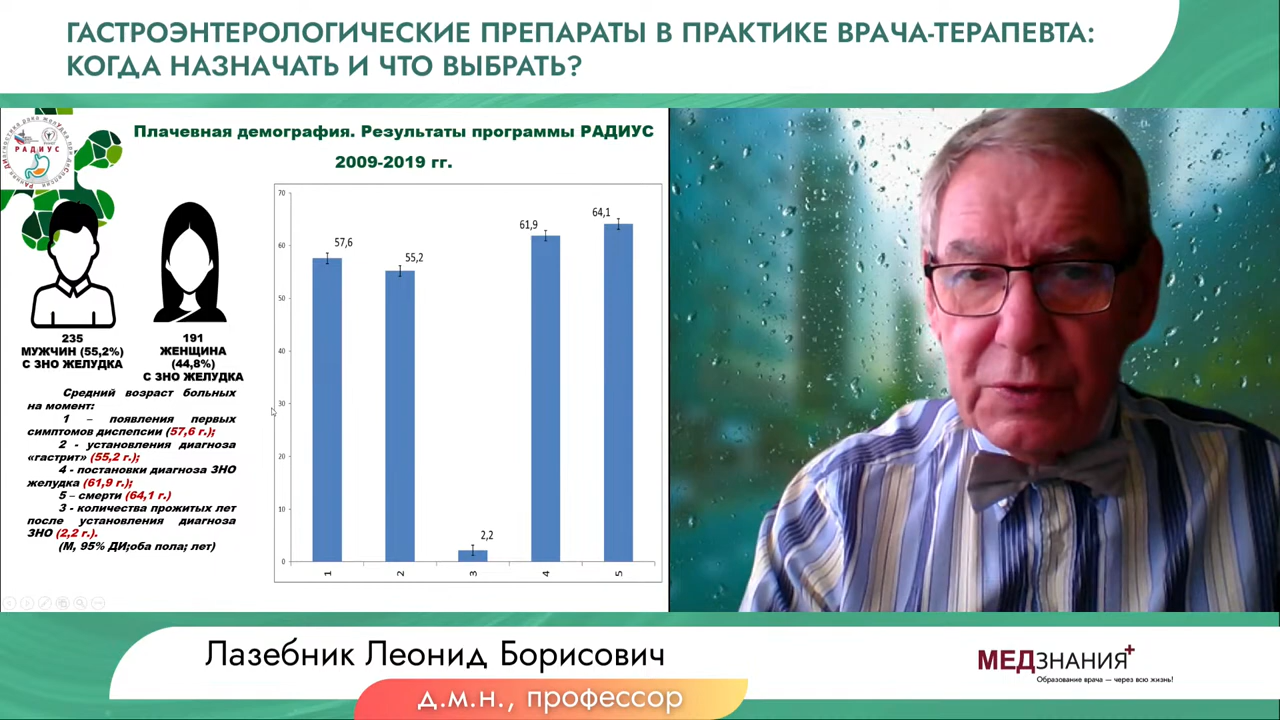 ГАСТРОЭНТЕРОЛОГИЧЕСКИЕ ПРЕПАРАТЫ В ПРАКТИКЕ ВРАЧА-ТЕРАПЕВТА:
КОГДА НАЗНАЧАТЬ И ЧТО ВЫБРАТЬ?
РАДИУС
Плачевная демография. Результаты программы РАДИУС
2009-2019 гг.
235
МУЖЧИН (55,2%)
С ЗНО ЖЕЛУДКА
191
ЖЕНЩИНА
(44,8%)
С ЗНО ЖЕЛУДКА
Средний возраст больных
на момент:
1 – появления первых
симптомов диспепсии (57,6 г.);
2 - установления диагноза
«гастрит» (55,2 г.);
4 - постановки диагноза ЗНО
желудка (61,9 г.);
5 – смерти (64,1 г.)
3 - количества прожитых лет
после установления диагноза
ЗНО (2,2 г.).
(М, 95% ДИ;оба пола; лет)
70
60
50
40
30
20
10
0
57,6
55,2
2,2
61,9
64,1
1
2
3
4
5
Лазебник Леонид Борисович
д.м.н., профессор
МЕДЗНАНИЯ+
Образование врача — через всю жизнь!